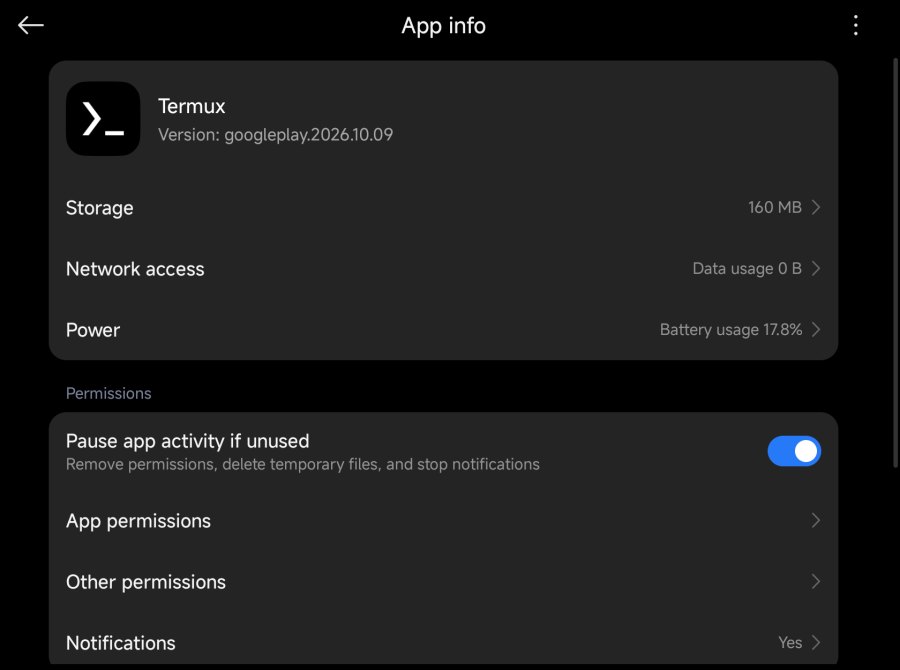 App info
Termux
Version: googleplay.2026.10.09
Storage
160 MB
Network access
Data usage 0 B
Power
Battery usage 17.8%
Permissions
Pause app activity if unused
Remove permissions, delete temporary files, and stop notifications
App permissions
Other permissions
Notifications
Yes